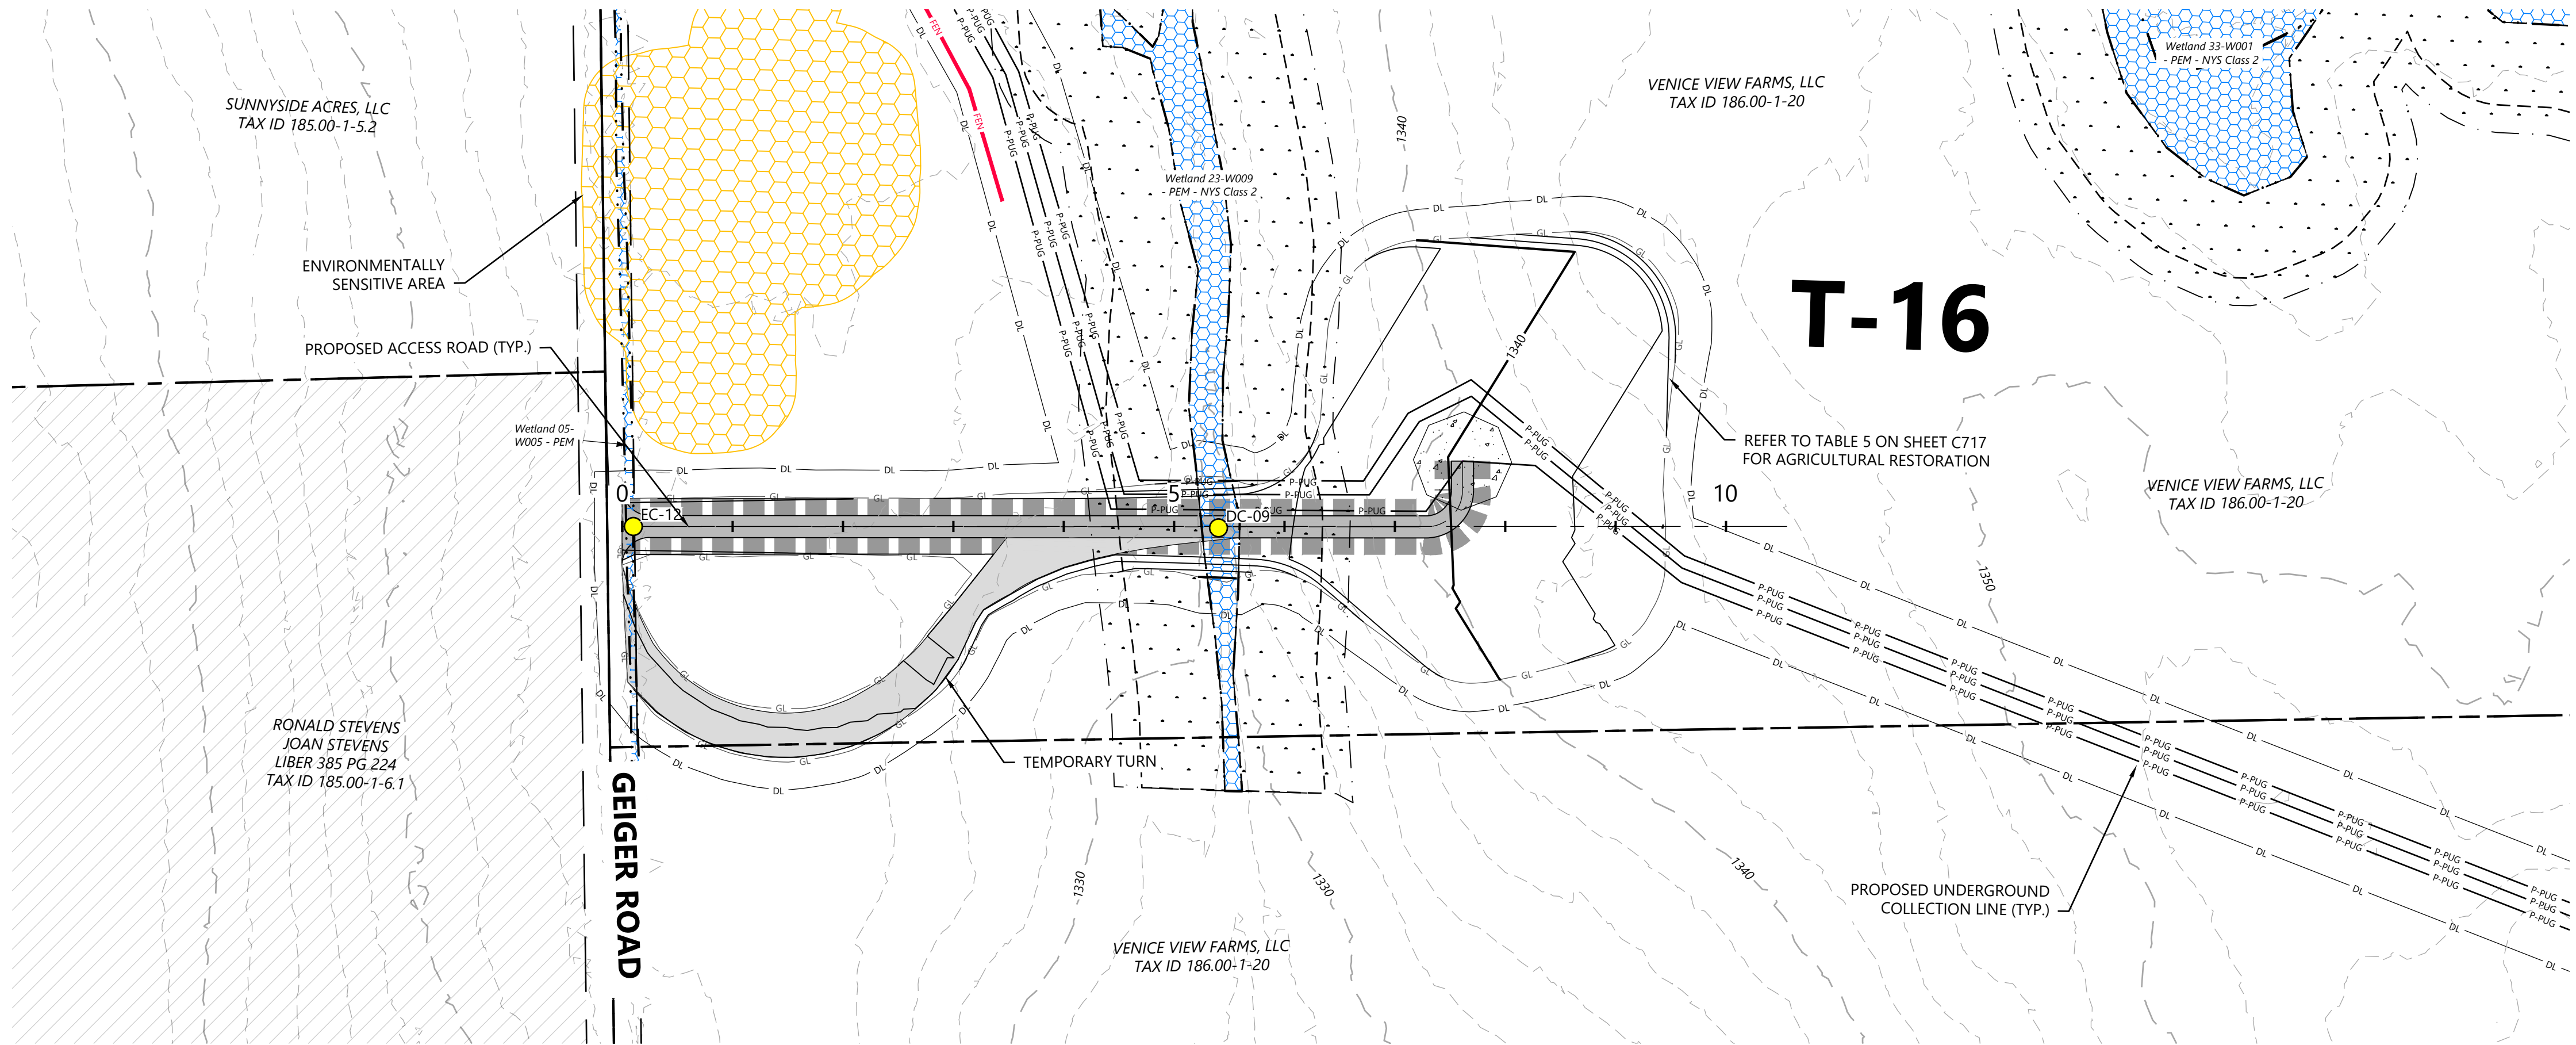 Wetland 33-W001
- PEM - NYS Class 2
SUNNYSIDE ACRES, LLC
TAX ID 185.00-1-5.2
VENICE VIEW FARMS, LLC
TAX ID 186.00-1-20
FEN
FEN
1340
Wetland 23-W009
- PEM - NYS Class 2
ENVIRONMENTALLY
SENSITIVE AREA
T-16
PROPOSED ACCESS ROAD (TYP.)
1340
Wetland 05-
W005 - PEM
REFER TO TABLE 5 ON SHEET C717
FOR AGRICULTURAL RESTORATION
VENICE VIEW FARMS, LLC
TAX ID 186.00-1-20
0
5
10
EC-12
DC-09
P-PUG
DL
GL
1350
RONALD STEVENS
JOAN STEVENS
LIBER 385 PG 224
TAX ID 185.00-1-6.1
TEMPORARY TURN
GEIGER ROAD
1330
1330
1340
PROPOSED UNDERGROUND
COLLECTION LINE (TYP.)
VENICE VIEW FARMS, LLC
TAX ID 186.00-1-20